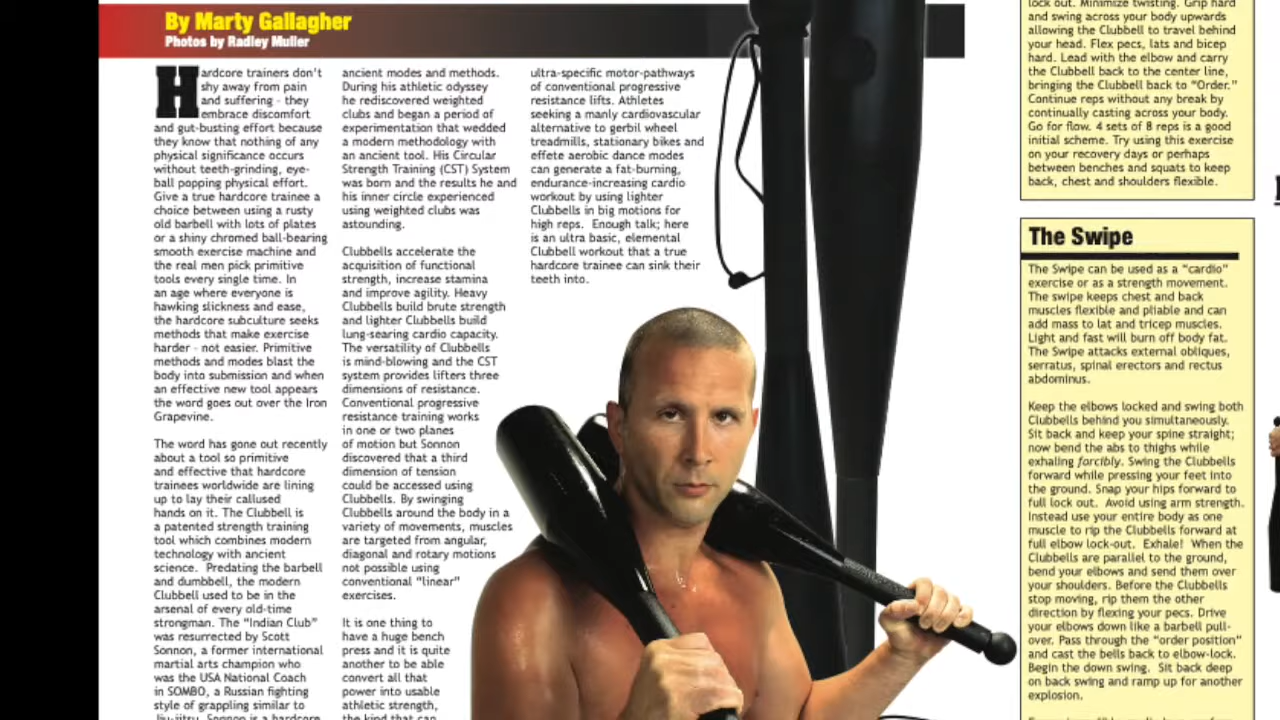 By Marty Gallagher
Photos by Radley Muller
Hardcore trainers don't
shy away from pain
and suffering - they
embrace discomfort
and gut-busting effort because
they know that nothing of any
physical significance occurs
without teeth-grinding, eye-
ball popping physical effort.
Give a true hardcore trainee a
choice between using a rusty
old barbell with lots of plates
or a shiny chromed ball-bearing
smooth exercise machine and
the real men pick primitive
tools every single time. In
an age where everyone is
hawking slickness and ease,
the hardcore subculture seeks
methods that make exercise
harder - not easier. Primitive
methods and modes blast the
body into submission and when
an effective new tool appears
the word goes out over the Iron
Grapevine.
The word has gone out recently
about a tool so primitive
and effective that hardcore
trainees worldwide are lining
up to lay their callused
hands on it. The Clubbell is
a patented strength training
tool which combines modern
technology with ancient
science.  Predating the barbell
and dumbbell, the modern
Clubbell used to be in the
arsenal of every old-time
strongman. The "Indian Club"
was resurrected by Scott
Sonnon, a former international
martial arts champion who
was the USA National Coach
in SOMBO, a Russian fighting
style of grappling similar to
Jiu-jitru. Sonnon is a hardcore
ancient modes and methods.
During his athletic odyssey
he rediscovered weighted
clubs and began a period of
experimentation that wedded
a modern methodology with
an ancient tool. His Circular
Strength Training (CST) System
was born and the results he and
his inner circle experienced
using weighted clubs was
astounding.
Clubbells accelerate the
acquisition of functional
strength, increase stamina
and improve agility. Heavy
Clubbells build brute strength
and lighter Clubbells build
lung-searing cardio capacity.
The versatility of Clubbells
is mind-blowing and the CST
system provides lifters three
dimensions of resistance.
Conventional progressive
resistance training works
in one or two planes
of motion but Sonnon
discovered that a third
dimension of tension
could be accessed using
Clubbells. By swinging
Clubbells around the body in a
variety of movements, muscles
are targeted from angular,
diagonal and rotary motions
not possible using
conventional "linear"
exercises.
It is one thing to
have a huge bench
press and it is quite
another to be able
convert all that
power into usable
athletic strength,
the kind that can
ultra-specific motor-pathways
of conventional progressive
resistance lifts. Athletes
seeking a manly cardiovascular
alternative to gerbil wheel
treadmills, stationary bikes and
effete aerobic dance modes
can generate a fat-burning,
endurance-increasing cardio
workout by using lighter
Clubbells in big motions for
high reps.  Enough talk; here
is an ultra basic, elemental
Clubbell workout that a true
hardcore trainee can sink their
teeth into.
lock out. Minimize twisting. Grip hard
and swing across your body upwards
allowing the Clubbell to travel behind
your head. Flex pecs, lats and bicep
hard. Lead with the elbow and carry
the Clubbell back to the center line,
bringing the Clubbell back to "Order."
Continue reps without any break by
continually casting across your body.
Go for flow. 4 sets of 8 reps is a good
initial scheme. Try using this exercise
on your recovery days or perhaps
between benches and squats to keep
back, chest and shoulders flexible.
The Swipe
The Swipe can be used as a "cardio"
exercise or as a strength movement.
The swipe keeps chest and back
muscles flexible and pliable and can
add mass to lat and tricep muscles.
Light and fast will burn off body fat.
The Swipe attacks external obliques,
serratus, spinal erectors and rectus
abdominus.
Keep the elbows locked and swing both
Clubbells behind you simultaneously.
Sit back and keep your spine straight;
now bend the abs to thighs while
exhaling forcibly. Swing the Clubbells
forward while pressing your feet into
the ground. Snap your hips forward to
full lock out.  Avoid using arm strength.
Instead use your entire body as one
muscle to rip the Clubbells forward at
full elbow lock-out.  Exhale!  When the
Clubbells are parallel to the ground,
bend your elbows and send them over
your shoulders. Before the Clubbells
stop moving, rip them the other
direction by flexing your pecs. Drive
your elbows down like a barbell pull-
over. Pass through the "order position"
and cast the bells back to elbow-lock.
Begin the down swing.  Sit back deep
on back swing and ramp up for another
explosion.